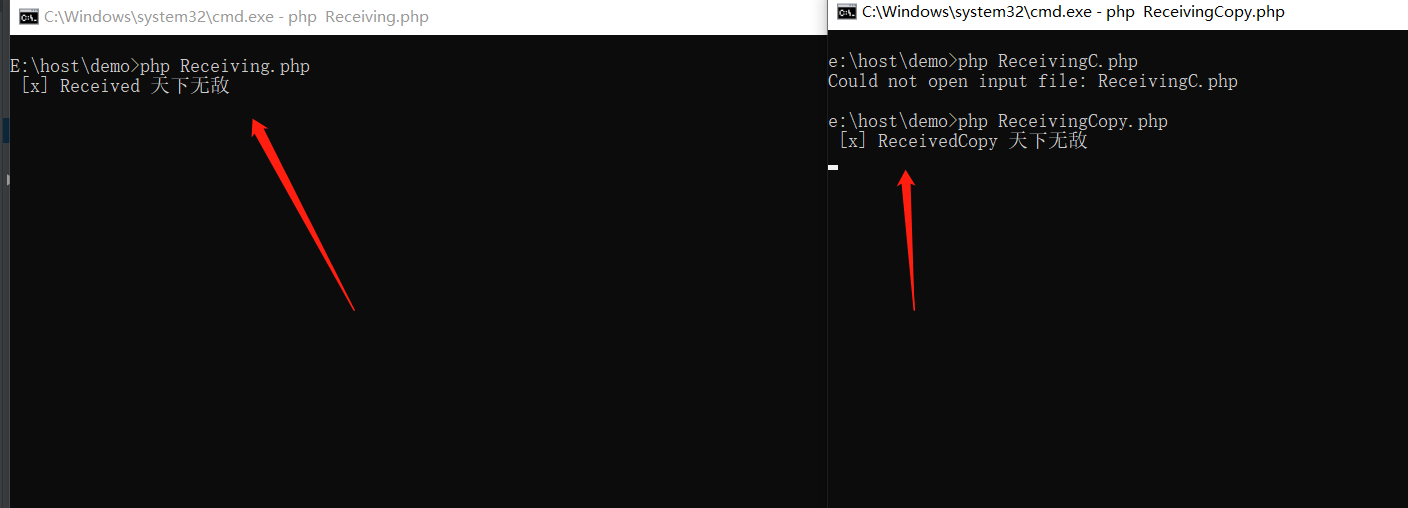 C:\Windows\system32\cmd.exe - php  Receiving.php
E:\host\demo>php Receiving.php
[x] Received 天下无敌
C:\Windows\system32\cmd.exe - php  ReceivingCopy.php
e:\host\demo>php ReceivingC.php
Could not open input file: ReceivingC.php
e:\host\demo>php ReceivingCopy.php
[x] ReceivedCopy 天下无敌